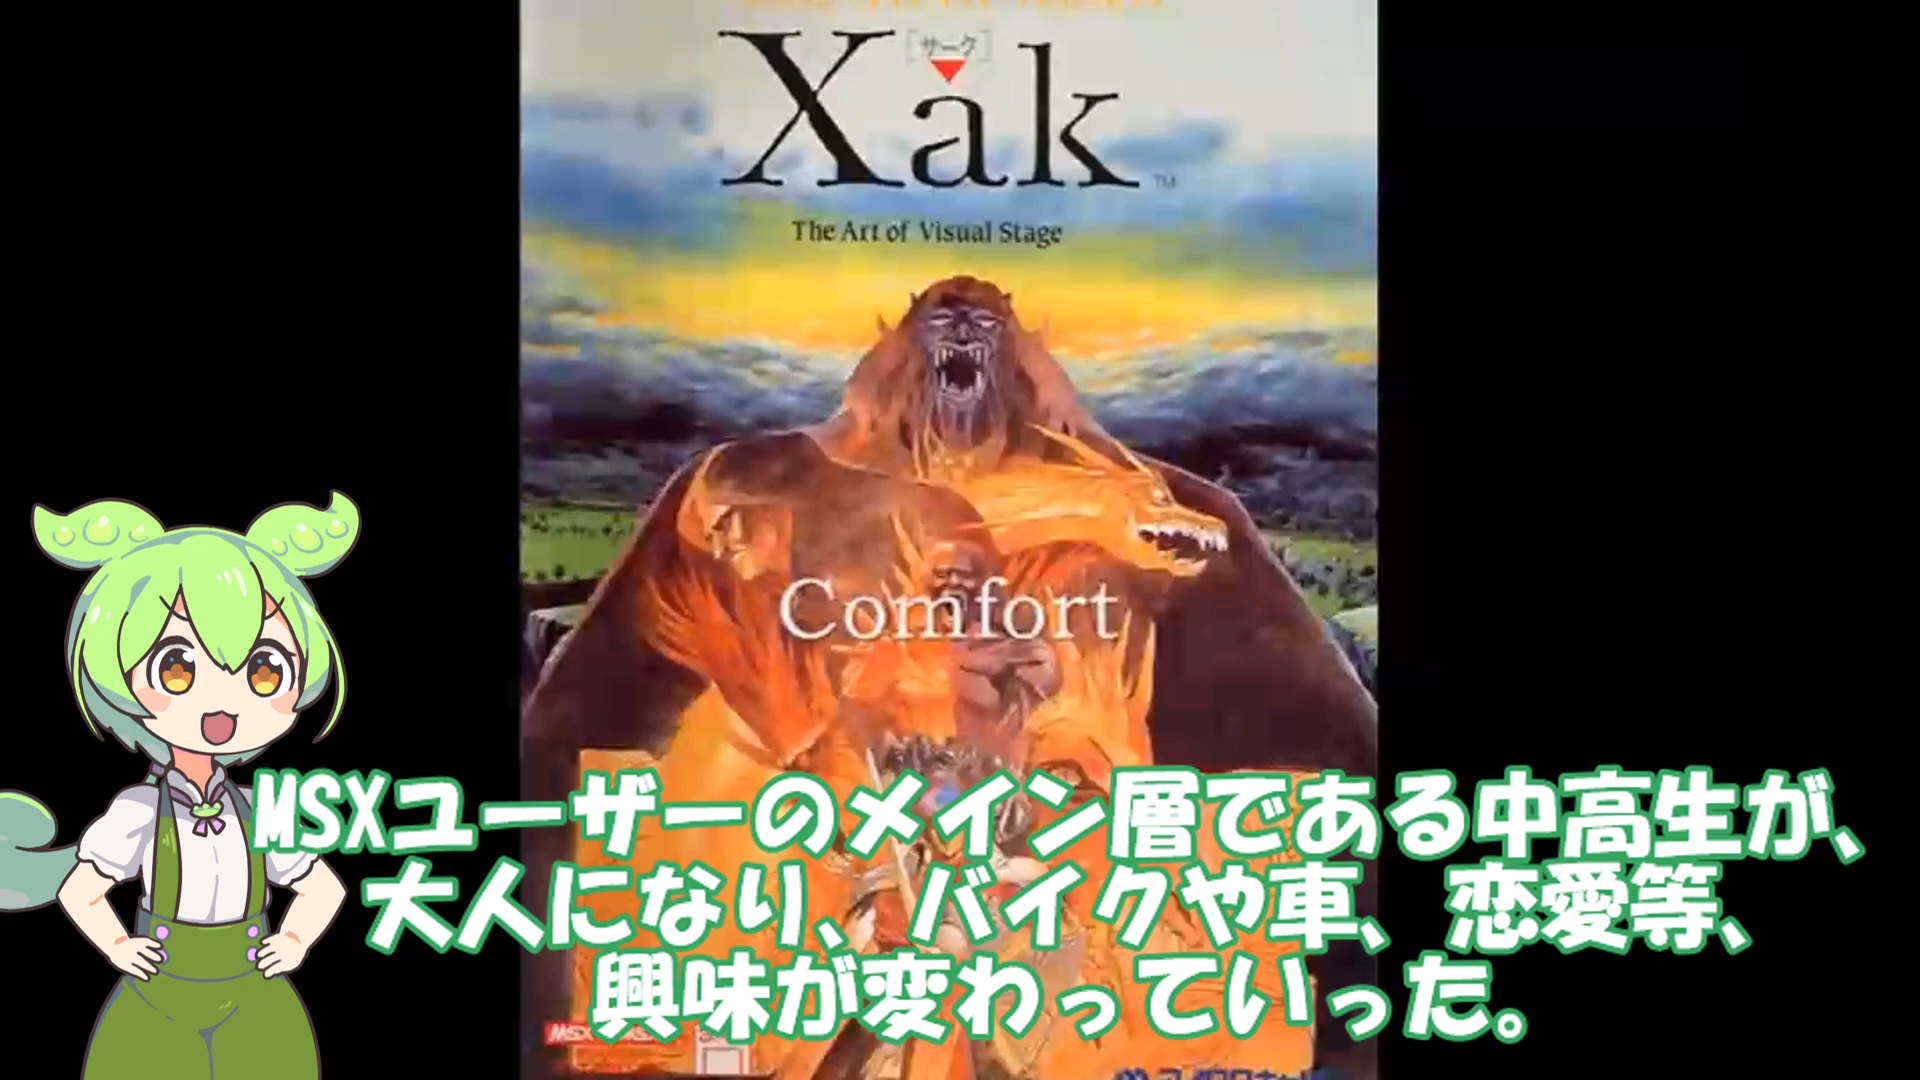 Xak
[サーク]
TM
The Art of Visual Stage
Comfort
MSXユーザーのメイン層である中高生が、
大人になり、バイクや車、恋愛等、
興味が変わっていった。
MSX